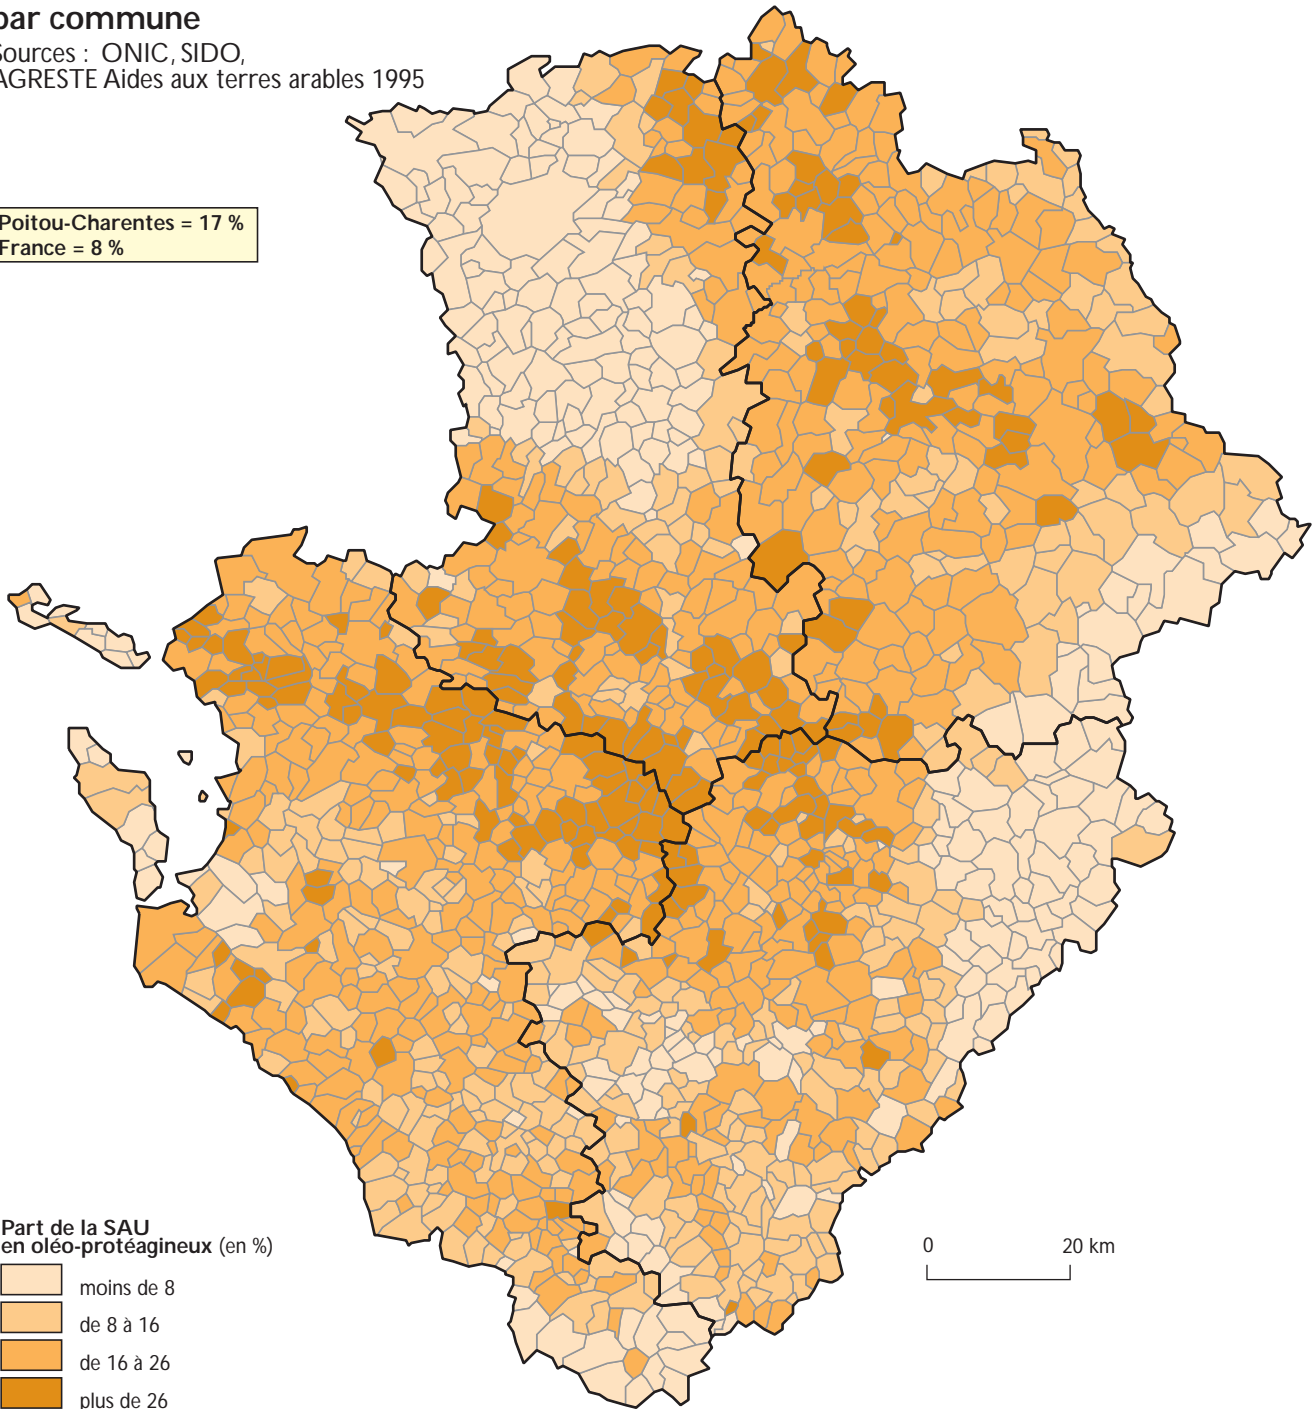 par commune
Sources : ONIC, SIDO,
AGRESTE Aides aux terres arables 1995
Poitou-Charentes = 17 %
France = 8 %
Part de la SAU
en oléo-protéagineux (en %)
moins de 8
de 8 à 16
de 16 à 26
plus de 26
0 20 km